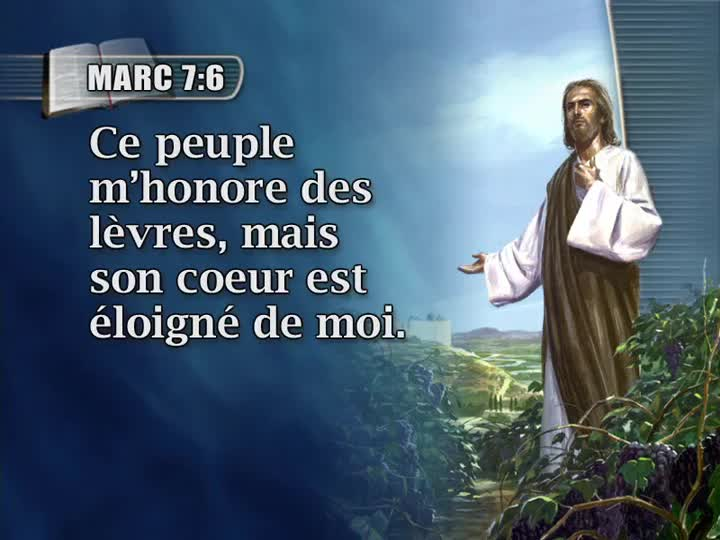 MARC 7:6
Ce peuple
m’honore des
lèvres, mais
son coeur est
éloigné de moi.